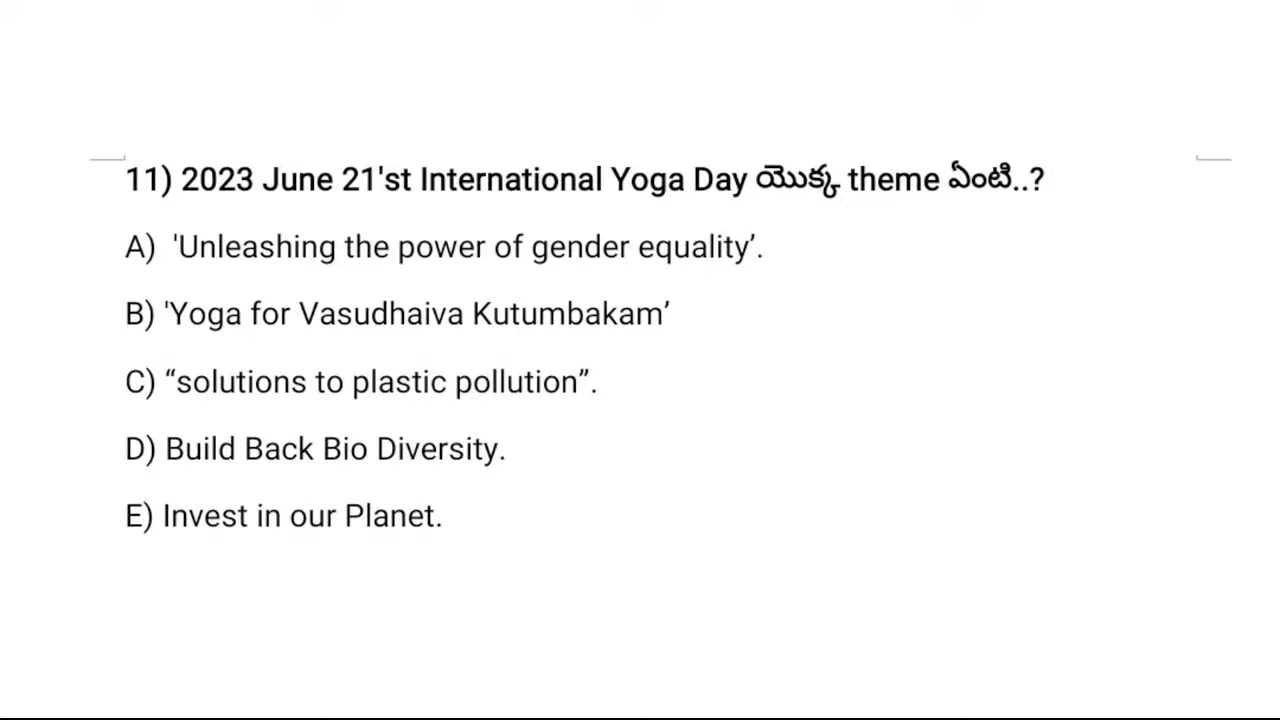 11) 2023 June 21'st International Yoga Day యొక్క theme ఏంటి..?
A)  'Unleashing the power of gender equality’.
B) 'Yoga for Vasudhaiva Kutumbakam’
C) “solutions to plastic pollution”.
D) Build Back Bio Diversity.
E) Invest in our Planet.